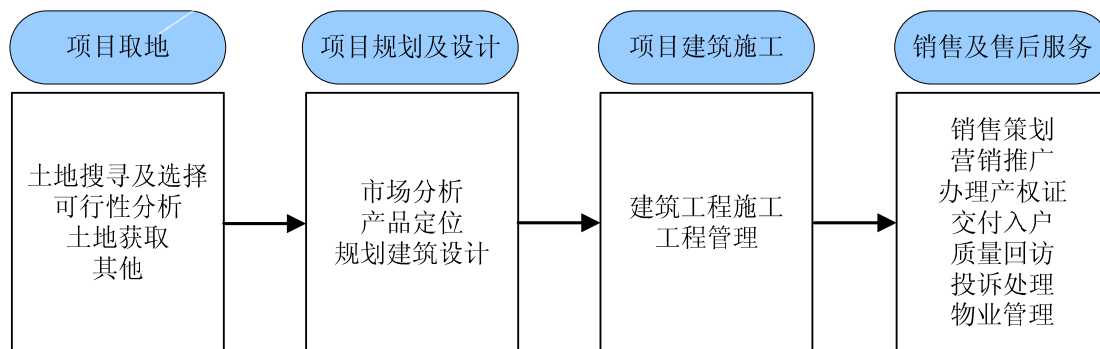 项目取地
土地搜寻及选择
可行性分析
土地获取
其他
项目规划及设计
市场分析
产品定位
规划建筑设计
项目建筑施工
建筑工程施工
工程管理
销售及售后服务
销售策划
营销推广
办理产权证
交付入户
质量回访
投诉处理
物业管理